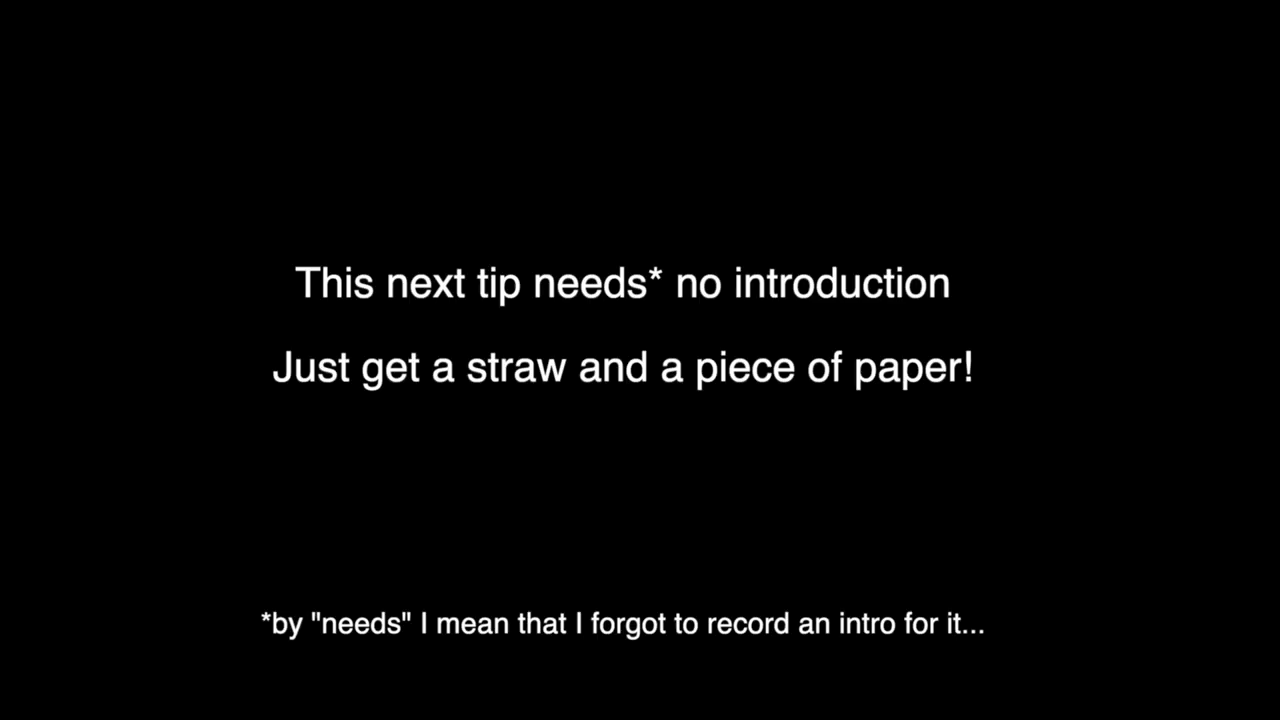 This next tip needs* no introduction
Just get a straw and a piece of paper!
*by "needs" I mean that I forgot to record an intro for it...